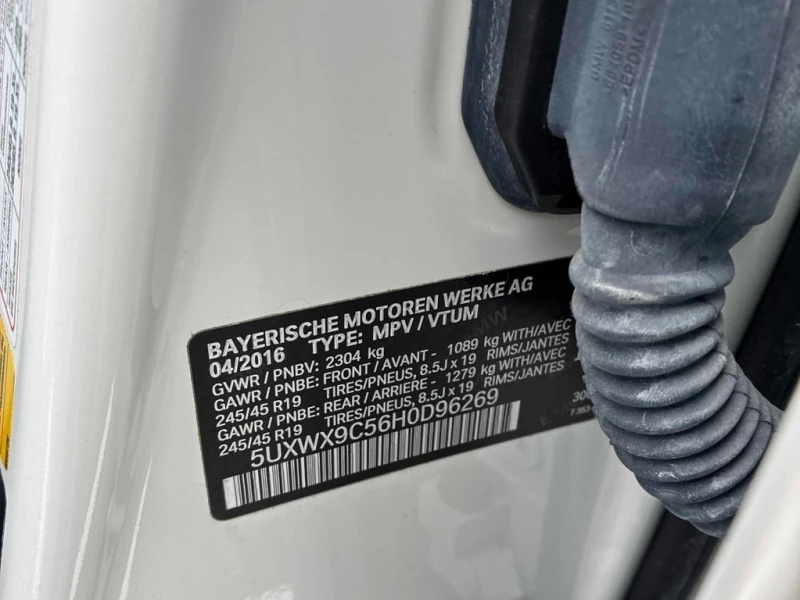 BAYERISCHE MOTOREN WERKE AG
04/2016 TYPE: MPV / VTUM
GVWR / PNBV: 2304 kg
GAWR / PNBE: FRONT / AVANT - 1089 kg WITH/AVEC
245/45 R19 TIRES/PNEUS, 8.5J x 19 RIMS/JANTES
GAWR / PNBE: REAR / ARRIERE - 1279 kg WITH/AVEC
245/45 R19 TIRES/PNEUS, 8.5J x 19 RIMS/JANTES
5UXWX9C56H0D96269